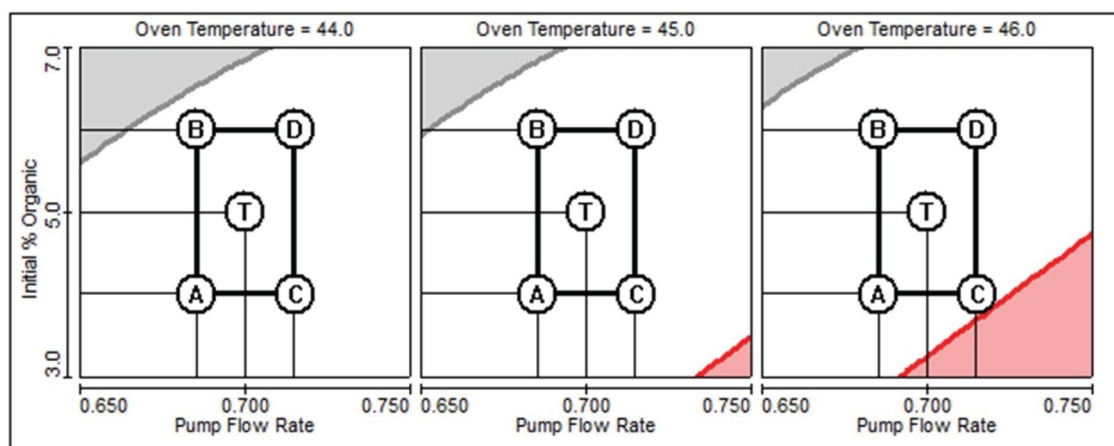 Oven Temperature = 44.0
Oven Temperature = 45.0
Oven Temperature = 46.0
Initial % Organic
7.0
5.0
3.0
B D
T
A C
B D
T
A C
B D
T
A C
0.650 0.700 0.750
0.650 0.700 0.750
0.650 0.700 0.750
Pump Flow Rate
Pump Flow Rate
Pump Flow Rate